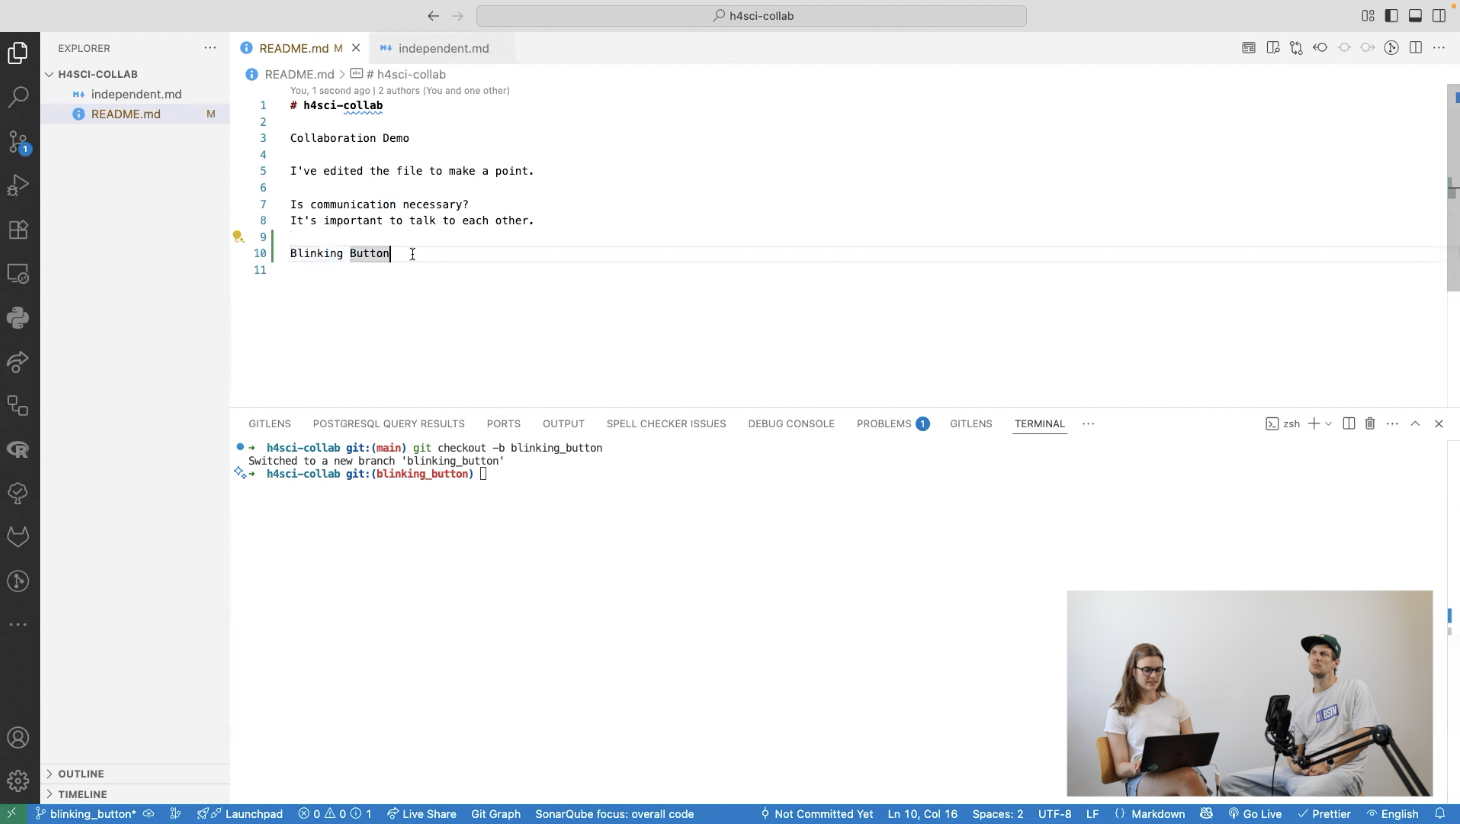 h4sci-collab
EXPLORER
README.md M
independent.md
H4SCI-COLLAB
README.md
# h4sci-collab
independent.md
README.md
M
You, 1 second ago | 2 authors (You and one other)
1 # h4sci-collab
2
3 Collaboration Demo
4
5 I've edited the file to make a point.
6
7 Is communication necessary?
8 It's important to talk to each other.
9
10 Blinking Button
11
1
GITLENS
POSTGRESQL QUERY RESULTS
PORTS
OUTPUT
SPELL CHECKER ISSUES
DEBUG CONSOLE
PROBLEMS 1
GITLENS
TERMINAL
zsh
h4sci-collab git:(main) git checkout -b blinking_button
Switched to a new branch 'blinking_button'
h4sci-collab git:(blinking_button)
OUTLINE
TIMELINE
blinking_button*
Launchpad
0 0 1
Live Share
Git Graph
SonarQube focus: overall code
Not Committed Yet
Ln 10, Col 16
Spaces: 2
UTF-8
LF
Markdown
Go Live
Prettier
English